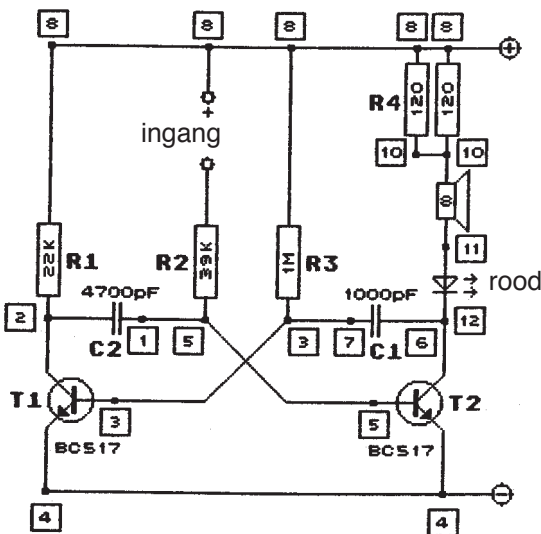 8 8 8 8 8
+
R4 120 120
+
ingang
10 10
8
11
22K R1 R2 39K 1M R3
rood
4700pF 1000pF
2 12
C2 1 5 3 7 C1 6
T1 3 5 T2
BC517 BC517
4 4